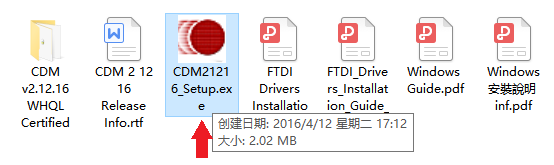 CDM
v2.12.16
WHQL
Certified
CDM 2 12
16
Release
Info.rtf
CDM2121
6_Setup.ex
e
FTDI
Drivers
Installatio
FTDI_Drive
rs_Installat
ion_Guide_
Windows
Guide.pdf
Windows
安裝說明
inf.pdf
创建日期: 2016/4/12 星期二 17:12
大小: 2.02 MB